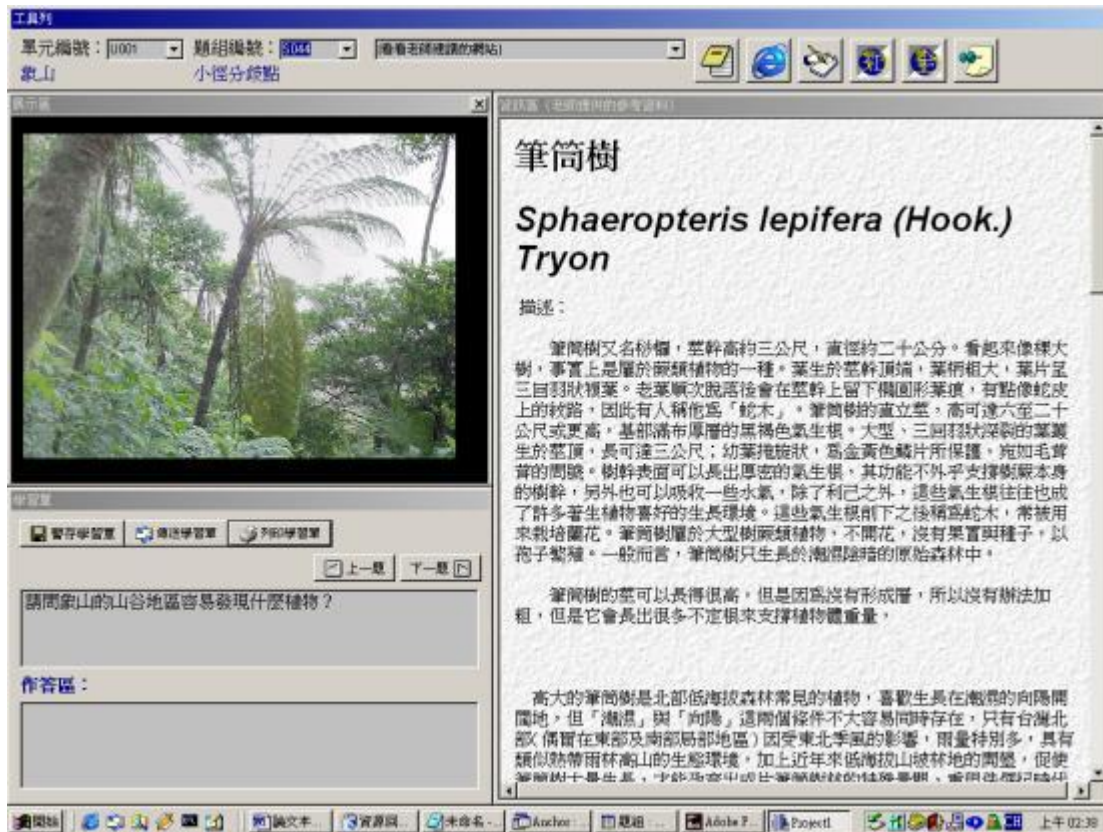 工具列
單元編號：U001 題組編號：S044 (看看老師建議的網站)
象山 小徑分歧點
展示區
資訊區 (老師提供的參考資料)
筆筒樹
Sphaeropteris lepifera (Hook.)
Tryon
描述：
筆筒樹又名桫欏，莖幹高約三公尺，直徑約二十公分。看起來像棵大
樹，事實上是屬於蕨類植物的一種。葉生於莖幹頂端，葉柄粗大，葉片呈
三回羽狀複葉。老葉順次脫落後會在莖幹上留下橢圓形葉痕，有點像蛇皮
上的紋路，因此有人稱他為「蛇木」。筆筒樹的直立莖，高可達六至二十
公尺或更高，基部滿布厚層的黑褐色氣生根。大型、三回羽狀深裂的葉叢
生於莖頂，長可達三公尺；幼葉捲旋狀，為金黃色鱗片所保護。宛如毛茸
茸的問號。樹幹表面可以長出厚密的氣生根，其功能不外乎支撐樹蕨本身
的樹幹，另外也可以吸收一些水氣，除了利己之外，這些氣生根往往也成
了許多著生植物喜好的生長環境。這些氣生根削下之後稱為蛇木，常被用
來栽培蘭花。筆筒樹屬於大型樹蕨類植物，不開花，沒有果實與種子，以
孢子繁殖。一般而言，筆筒樹只生長於潮濕陰暗的原始森林中。
筆筒樹的莖可以長得很高，但是因為沒有形成層，所以沒有辦法加
粗，但是它會長出很多不定根來支撐植物體重量，
高大的筆筒樹是北部低海拔森林常見的植物，喜歡生長在潮濕的向陽開
闊地，但「潮濕」與「向陽」這兩個條件不大容易同時存在，只有台灣北
部(偶爾在東部及南部局部地區)因受東北季風的影響，雨量特別多，具有
類似熱帶雨林高山的生態環境，加上近年來低海拔山坡林地的開墾，促使
學習單
暫存學習單 傳送學習單 列印學習單
上一題 下一題
請問象山的山谷地區容易發現什麼植物？
作答區：
開始 論文本... 資源回... 未命名 -... Anchor :... 題組 :... Adobe P... Project1 上午 02:38